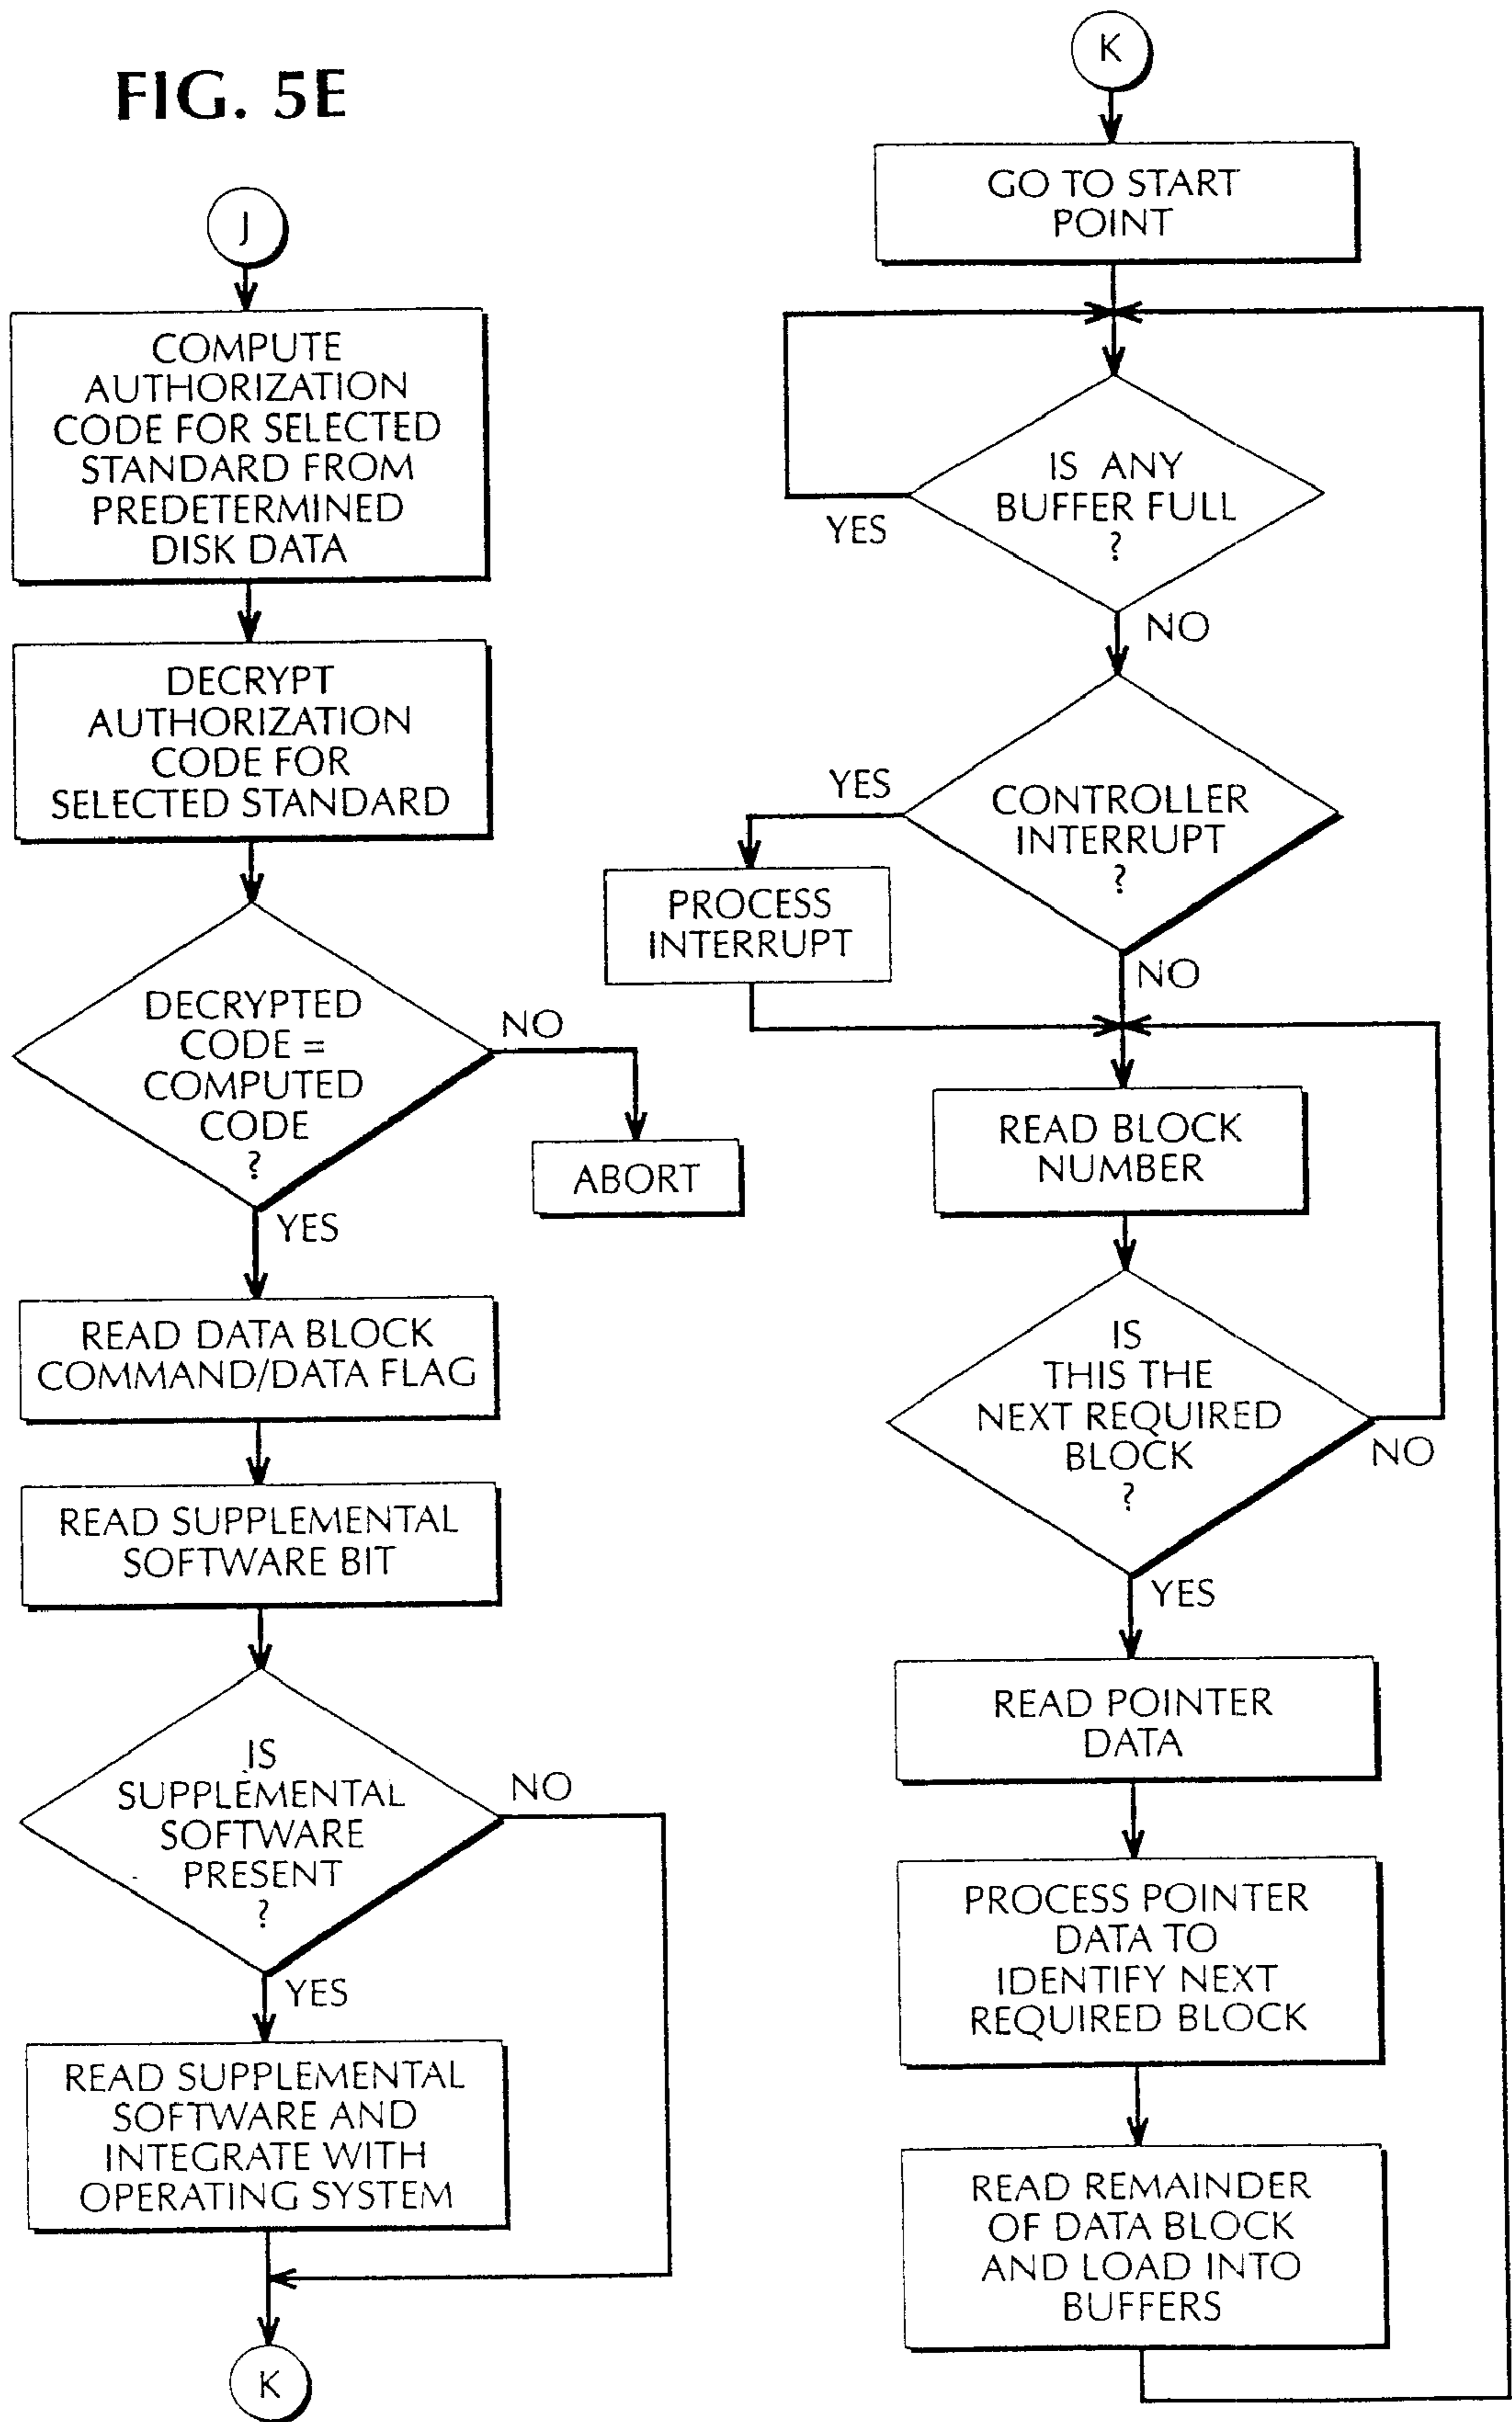 FIG. 5E
J
COMPUTE
AUTHORIZATION
CODE FOR SELECTED
STANDARD FROM
PREDETERMINED
DISK DATA
DECRYPT
AUTHORIZATION
CODE FOR
SELECTED STANDARD
DECRYPTED
CODE =
COMPUTED
CODE
?
NO
ABORT
YES
READ DATA BLOCK
COMMAND/DATA FLAG
READ SUPPLEMENTAL
SOFTWARE BIT
IS
SUPPLEMENTAL
SOFTWARE
PRESENT
?
NO
YES
READ SUPPLEMENTAL
SOFTWARE AND
INTEGRATE WITH
OPERATING SYSTEM
K
K
GO TO START
POINT
IS ANY
BUFFER FULL
?
YES
NO
CONTROLLER
INTERRUPT
?
YES
PROCESS
INTERRUPT
NO
READ BLOCK
NUMBER
IS
THIS THE
NEXT REQUIRED
BLOCK
?
NO
YES
READ POINTER
DATA
PROCESS POINTER
DATA TO
IDENTIFY NEXT
REQUIRED BLOCK
READ REMAINDER
OF DATA BLOCK
AND LOAD INTO
BUFFERS